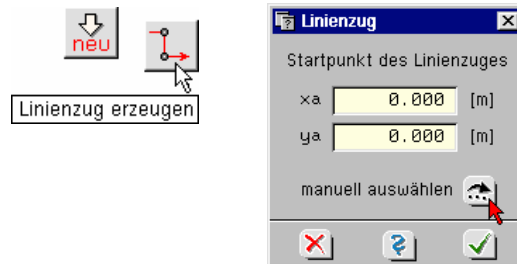 neu
Linienzug erzeugen
Linienzug
Startpunkt des Linienzuges
xa 0.000 [m]
ya 0.000 [m]
manuell auswählen